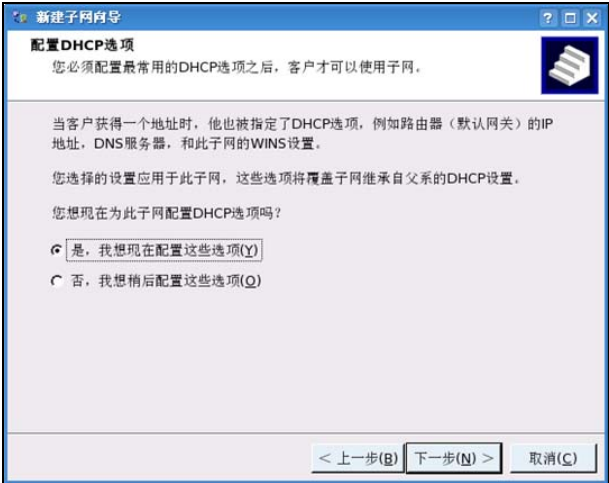 新建子网向导
配置DHCP选项
您必须配置最常用的DHCP选项之后，客户才可以使用子网。
当客户获得一个地址时，他也被指定了DHCP选项，例如路由器（默认网关）的IP
地址，DNS服务器，和此子网的WINS设置。
您选择的设置应用于此子网，这些选项将覆盖子网继承自父系的DHCP设置。
您想现在为此子网配置DHCP选项吗？
是，我想现在配置这些选项(Y)
否，我想稍后配置这些选项(O)
< 上一步(B) 下一步(N) > 取消(C)